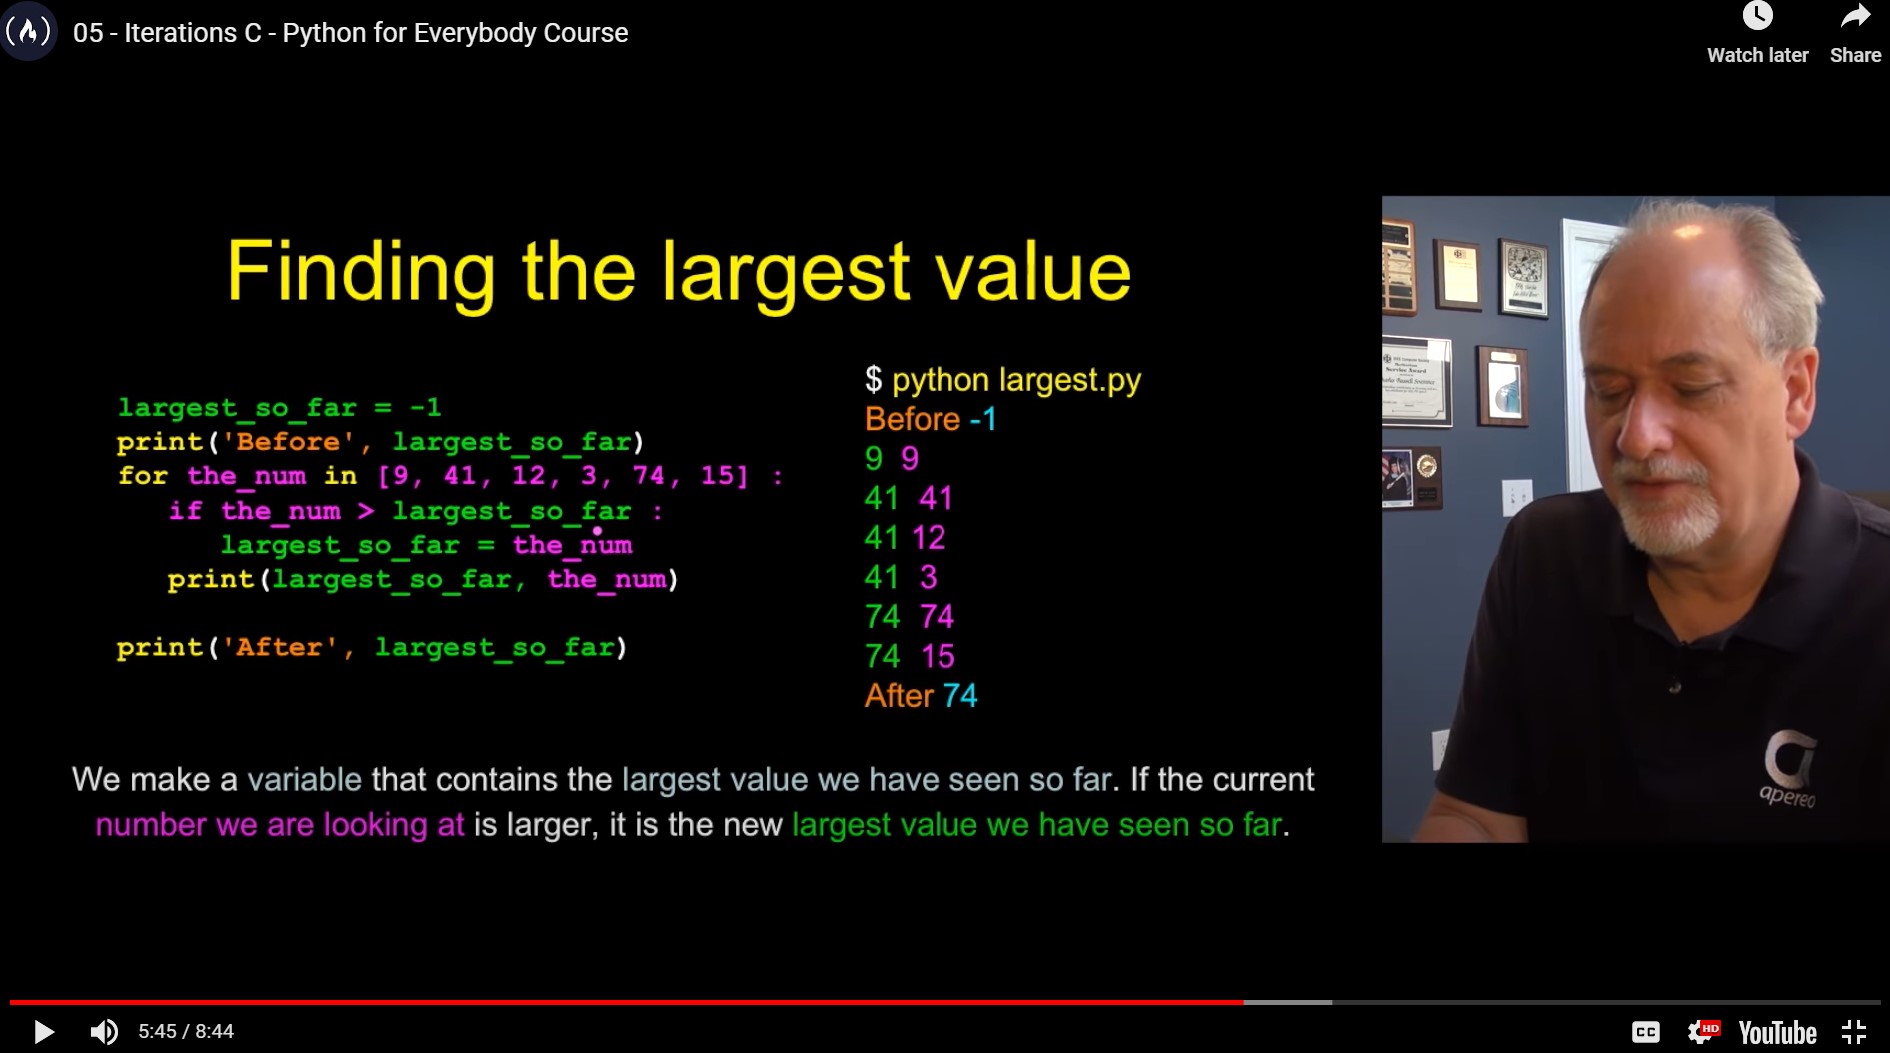 05 - Iterations C - Python for Everybody Course
Watch later
Share
Finding the largest value
largest_so_far = -1
print('Before', largest_so_far)
for the_num in [9, 41, 12, 3, 74, 15] :
   if the_num > largest_so_far :
      largest_so_far = the_num
   print(largest_so_far, the_num)
print('After', largest_so_far)
$ python largest.py
Before -1
9 9
41 41
41 12
41 3
74 74
74 15
After 74
We make a variable that contains the largest value we have seen so far. If the current
number we are looking at is larger, it is the new largest value we have seen so far.
Service Award
apereo
5:45 / 8:44
CC
HD
YouTube